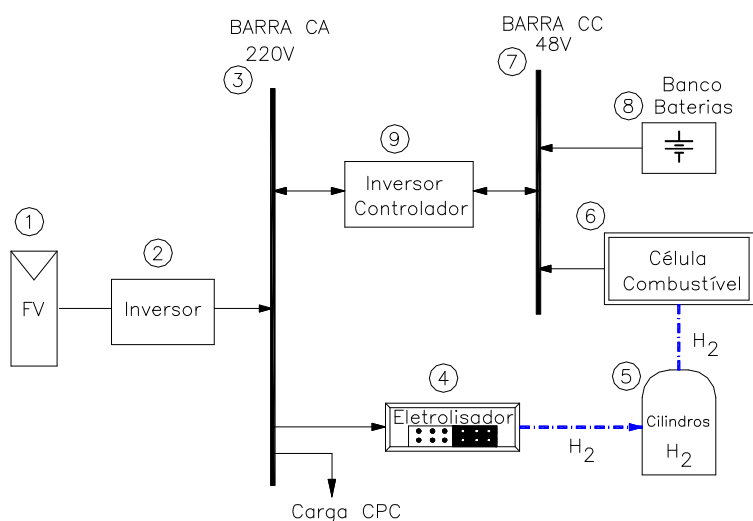 BARRA CA
220V
3
BARRA CC
48V
7
Banco
Baterias
8
9
Inversor
Controlador
6
Célula
Combustível
1
FV
2
Inversor
H2
4
Eletrolisador
H2
5
Cilindros
H2
Carga CPC